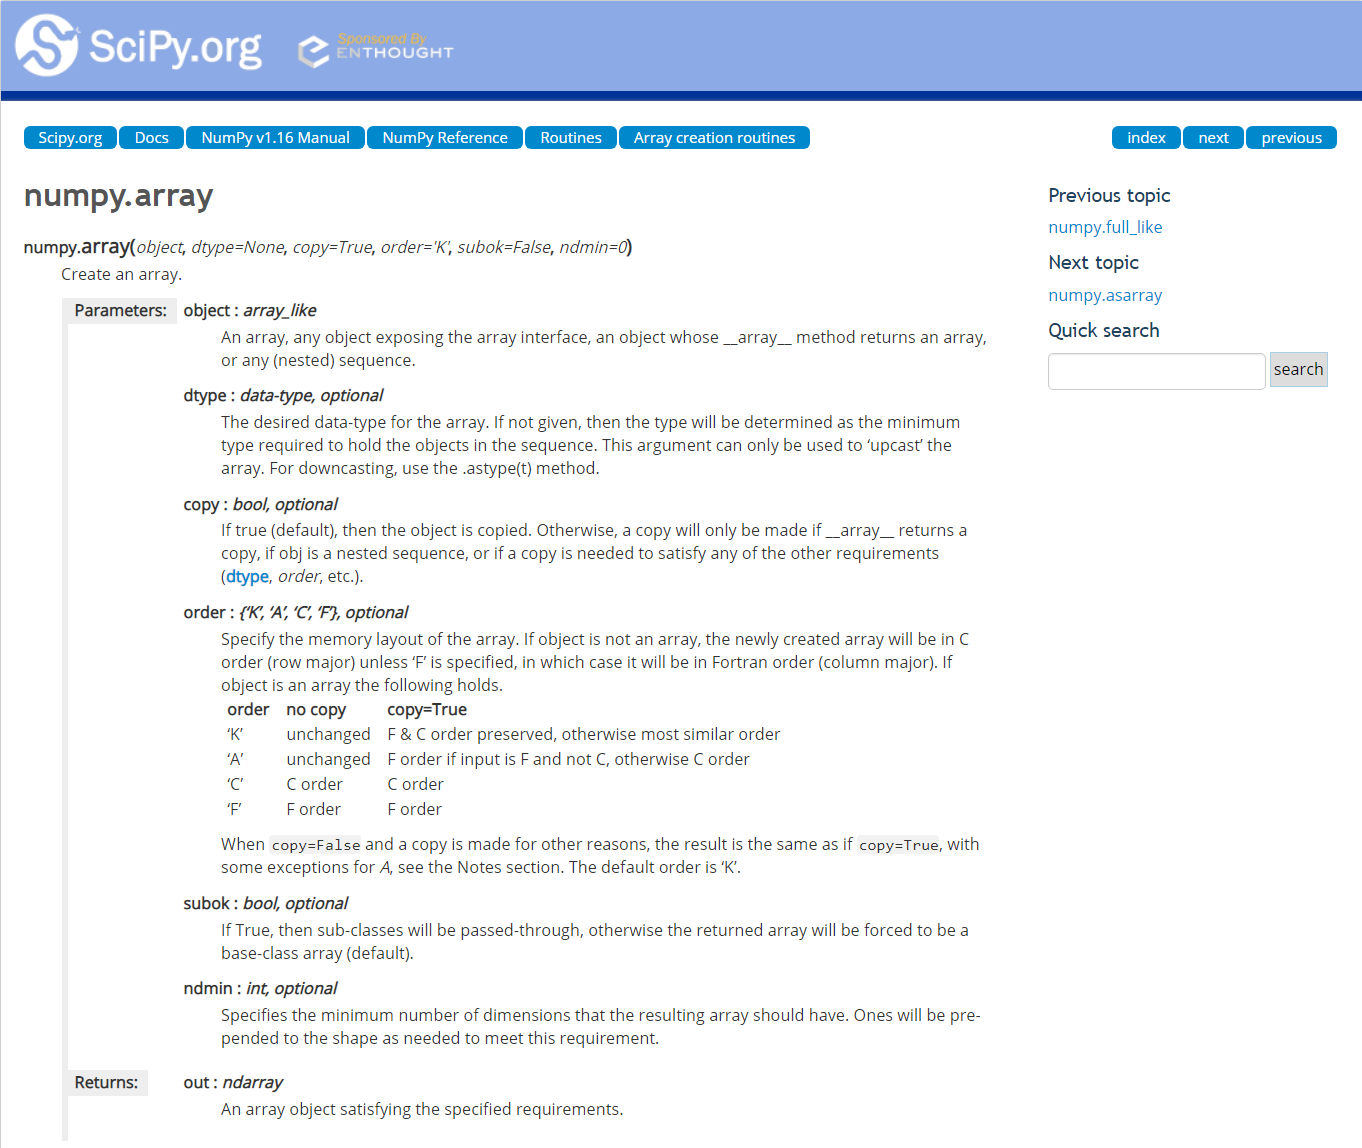 SciPy.org
Sponsored By
ENTHOUGHT
Scipy.org Docs NumPy v1.16 Manual NumPy Reference Routines Array creation routines index next previous
numpy.array
numpy.array(object, dtype=None, copy=True, order='K', subok=False, ndmin=0)
Create an array.
Parameters: object : array_like
An array, any object exposing the array interface, an object whose __array__ method returns an array,
or any (nested) sequence.
dtype : data-type, optional
The desired data-type for the array. If not given, then the type will be determined as the minimum
type required to hold the objects in the sequence. This argument can only be used to ‘upcast’ the
array. For downcasting, use the .astype(t) method.
copy : bool, optional
If true (default), then the object is copied. Otherwise, a copy will only be made if __array__ returns a
copy, if obj is a nested sequence, or if a copy is needed to satisfy any of the other requirements
(dtype, order, etc.).
order : {‘K’, ‘A’, ‘C’, ‘F’}, optional
Specify the memory layout of the array. If object is not an array, the newly created array will be in C
order (row major) unless ‘F’ is specified, in which case it will be in Fortran order (column major). If
object is an array the following holds.
order no copy copy=True
‘K’ unchanged F & C order preserved, otherwise most similar order
‘A’ unchanged F order if input is F and not C, otherwise C order
‘C’ C order C order
‘F’ F order F order
When copy=False and a copy is made for other reasons, the result is the same as if copy=True, with
some exceptions for A, see the Notes section. The default order is ‘K’.
subok : bool, optional
If True, then sub-classes will be passed-through, otherwise the returned array will be forced to be a
base-class array (default).
ndmin : int, optional
Specifies the minimum number of dimensions that the resulting array should have. Ones will be pre-
pended to the shape as needed to meet this requirement.
Returns: out : ndarray
An array object satisfying the specified requirements.
Previous topic
numpy.full_like
Next topic
numpy.asarray
Quick search
search